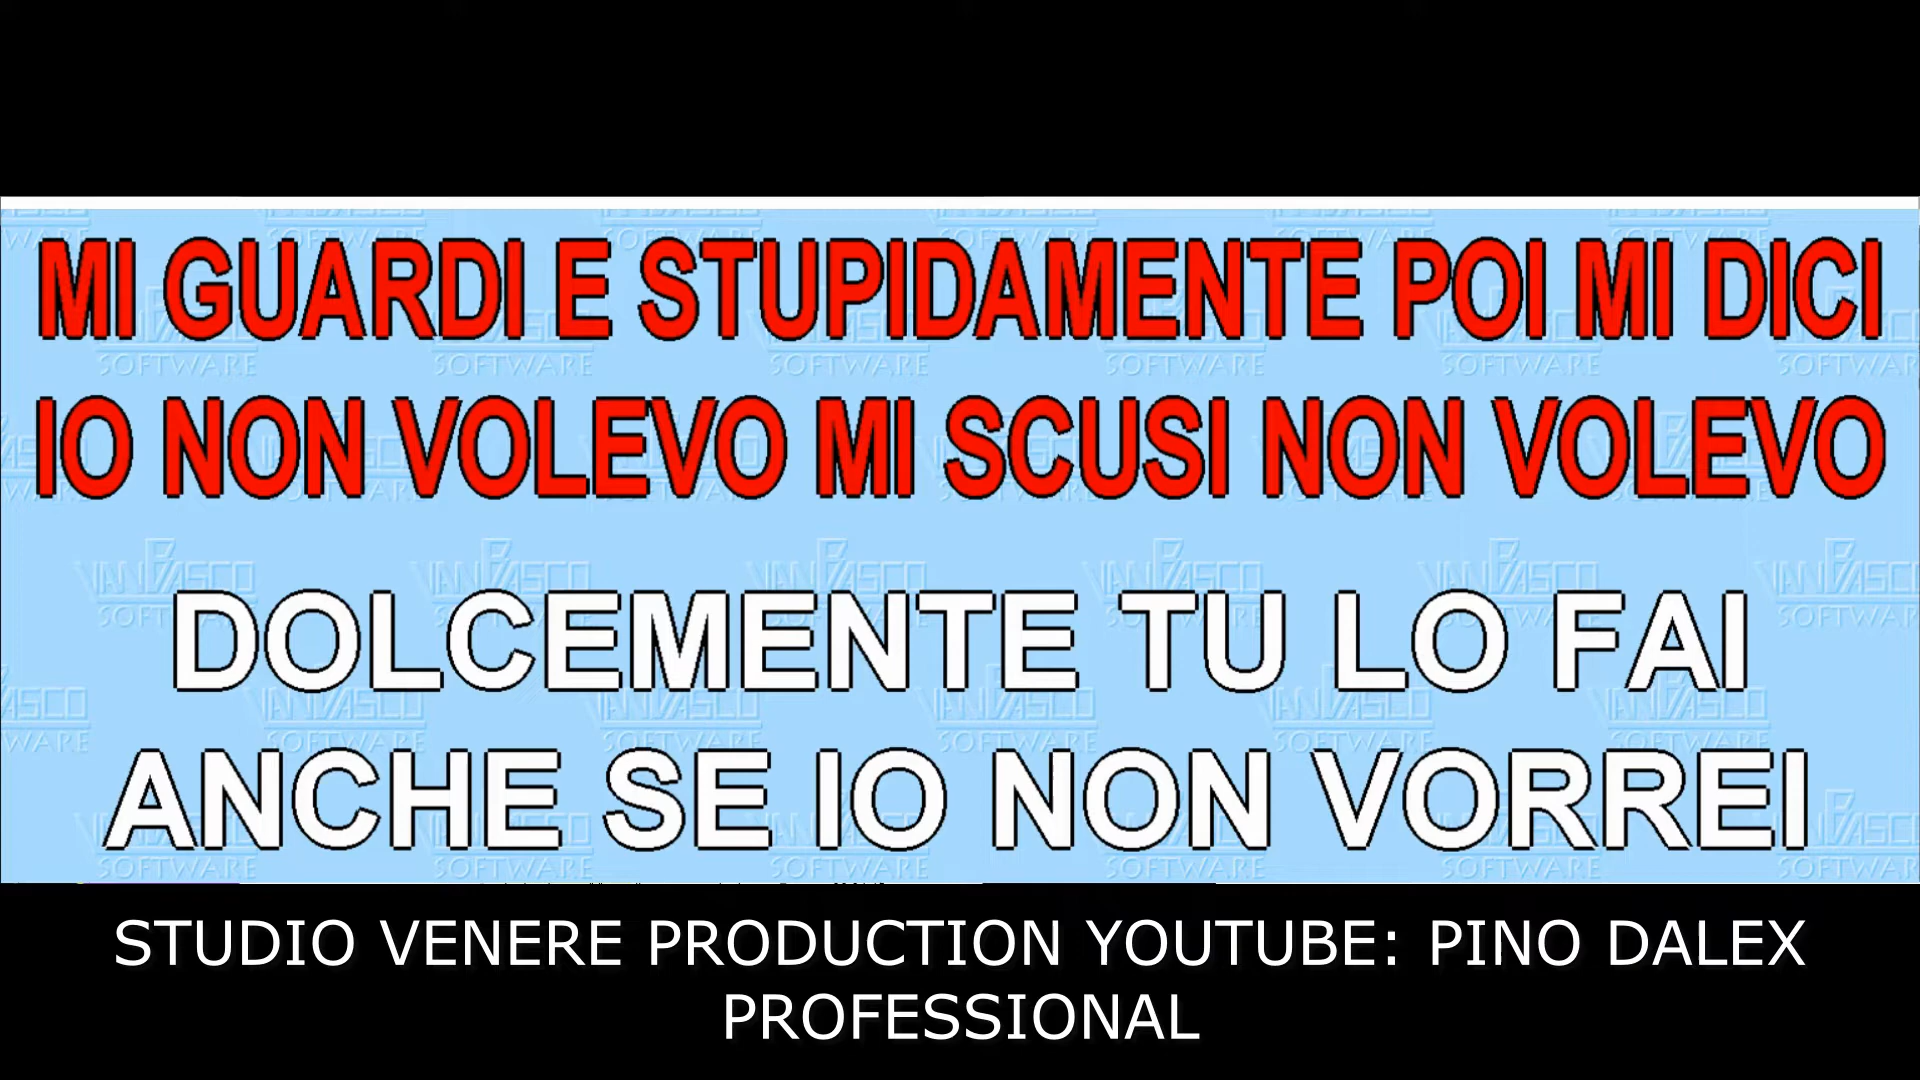 MI GUARDI E STUPIDAMENTE POI MI DICI
IO NON VOLEVO MI SCUSI NON VOLEVO
DOLCEMENTE TU LO FAI
ANCHE SE IO NON VORREI
STUDIO VENERE PRODUCTION YOUTUBE: PINO DALEX
PROFESSIONAL